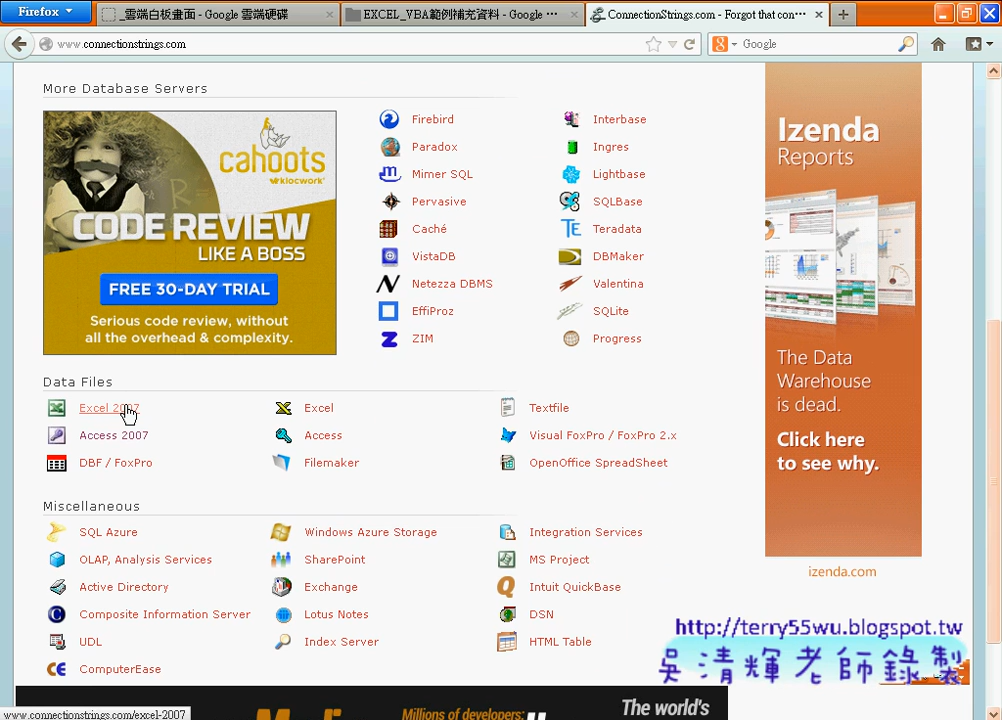 Firefox
_雲端白板畫面 - Google 雲端硬碟
EXCEL_VBA範例補充資料 - Google ...
ConnectionStrings.com - Forgot that con...
www.connectionstrings.com
Google
More Database Servers
cahoots
klocwork
CODE REVIEW
LIKE A BOSS
FREE 30-DAY TRIAL
Serious code review, without
all the overhead & complexity.
Firebird
Interbase
Paradox
Ingres
Mimer SQL
Lightbase
Pervasive
SQLBase
Caché
Teradata
VistaDB
DBMaker
Netezza DBMS
Valentina
EffiProz
SQLite
ZIM
Progress
Izenda
Reports
The Data
Warehouse
is dead.
Click here
to see why.
izenda.com
Data Files
Excel 2007
Excel
Textfile
Access 2007
Access
Visual FoxPro / FoxPro 2.x
DBF / FoxPro
Filemaker
OpenOffice SpreadSheet
Miscellaneous
SQL Azure
Windows Azure Storage
Integration Services
OLAP, Analysis Services
SharePoint
MS Project
Active Directory
Exchange
Intuit QuickBase
Composite Information Server
Lotus Notes
DSN
UDL
Index Server
HTML Table
ComputerEase
http://terry55wu.blogspot.tw
吳清輝老師錄製
Millions of developers:
The world's
www.connectionstrings.com/excel-2007